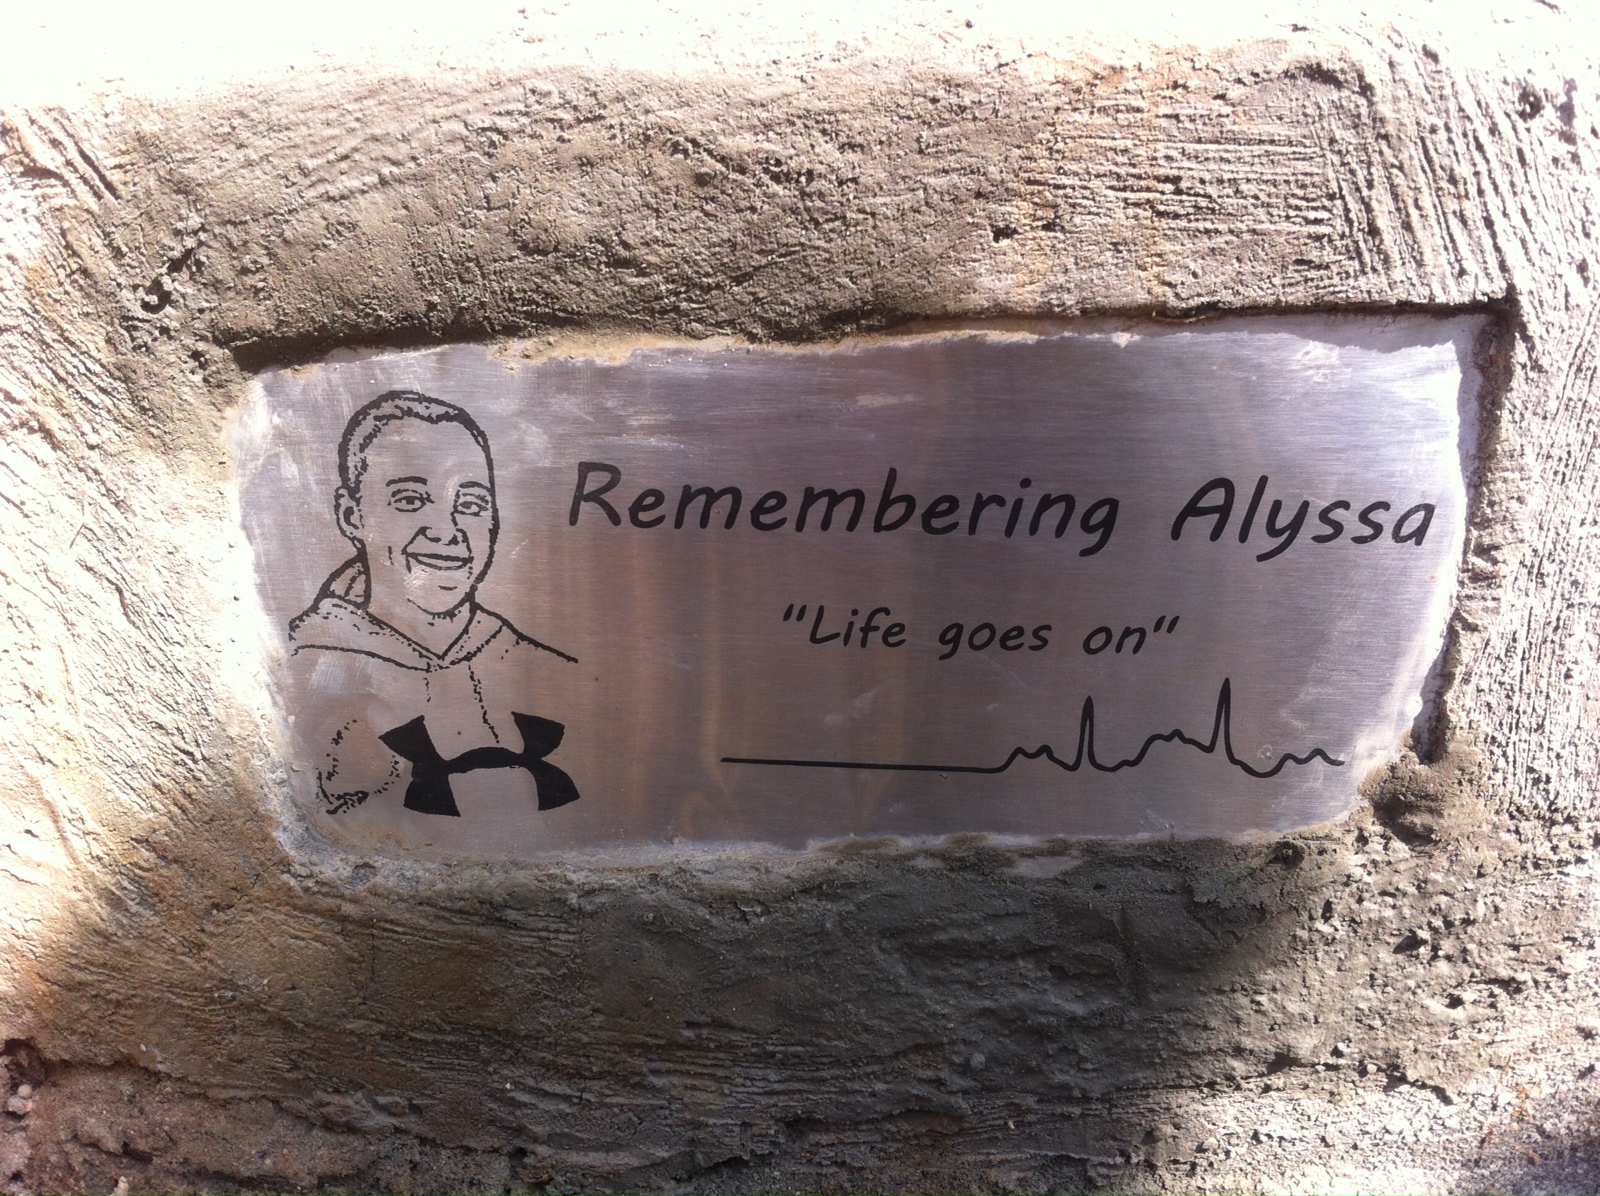 Remembering Alyssa
"Life goes on"